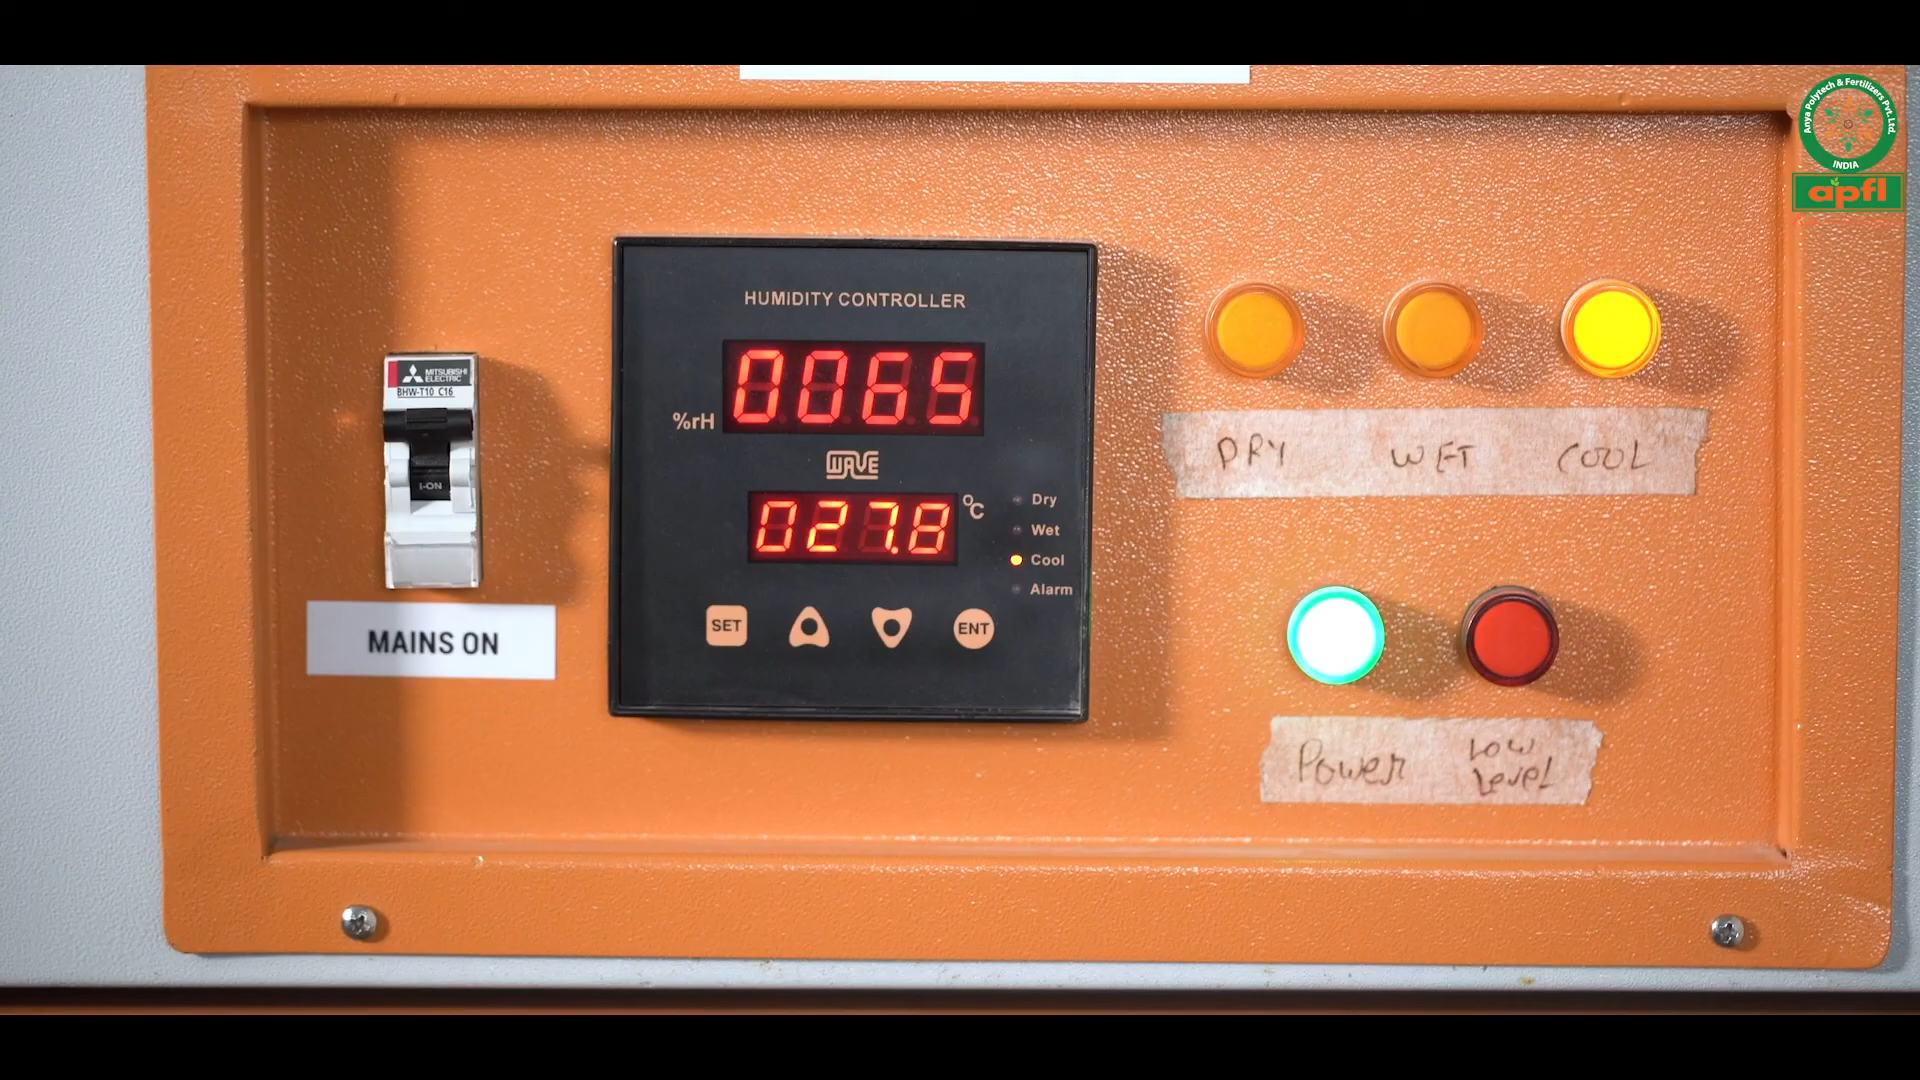 Anya Polytech & Fertilizers Pvt. Ltd.
INDIA
apfl
HUMIDITY CONTROLLER
0065
%rH
WAVE
027.8
°C
Dry
Wet
Cool
Alarm
SET
ENT
MITSUBISHI
ELECTRIC
BHW-T10 C16
I-ON
MAINS ON
DRY WET COOL
Power
Low
Level